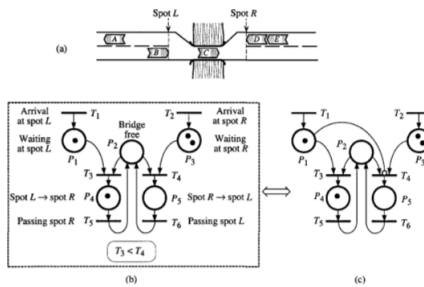 Spot L Spot R
(a)
A
B
C
D E
Arrival at spot L
T1
T2
Arrival at spot R
Waiting at spot L
P1
Bridge free
P2
P3
Waiting at spot R
T3
T4
Spot L → spot R
P4
P5
Spot R → spot L
Passing spot R
T5
T6
Passing spot L
T3 < T4
(b)
T1
T2
P1
P2
P3
T3
T4
P4
P5
T5
T6
(c)